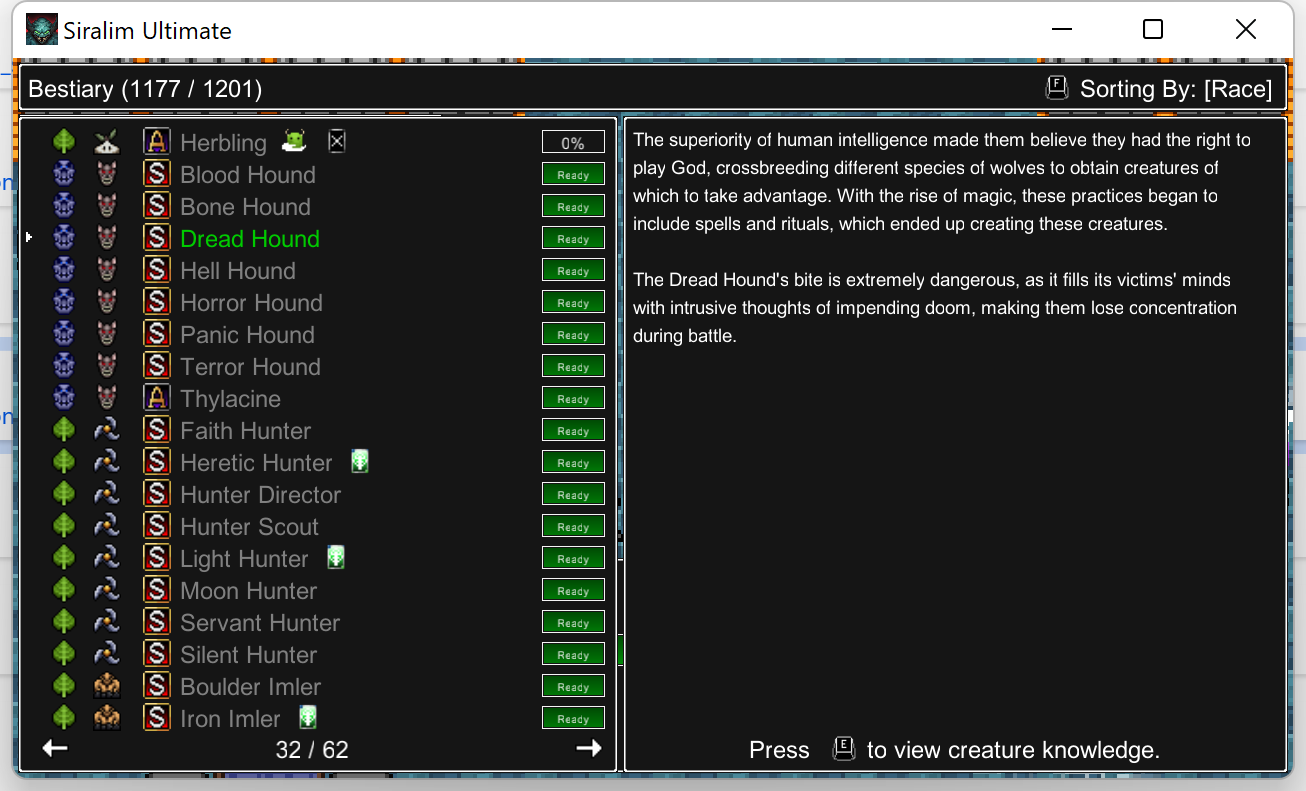 Siralim Ultimate
Bestiary (1177 / 1201)
F Sorting By: [Race]
A Herbling 0%
S Blood Hound Ready
S Bone Hound Ready
S Dread Hound Ready
S Hell Hound Ready
S Horror Hound Ready
S Panic Hound Ready
S Terror Hound Ready
A Thylacine Ready
S Faith Hunter Ready
S Heretic Hunter Ready
S Hunter Director Ready
S Hunter Scout Ready
S Light Hunter Ready
S Moon Hunter Ready
S Servant Hunter Ready
S Silent Hunter Ready
S Boulder Imler Ready
S Iron Imler Ready
32 / 62
The superiority of human intelligence made them believe they had the right to
play God, crossbreeding different species of wolves to obtain creatures of
which to take advantage. With the rise of magic, these practices began to
include spells and rituals, which ended up creating these creatures.
The Dread Hound's bite is extremely dangerous, as it fills its victims' minds
with intrusive thoughts of impending doom, making them lose concentration
during battle.
Press E to view creature knowledge.